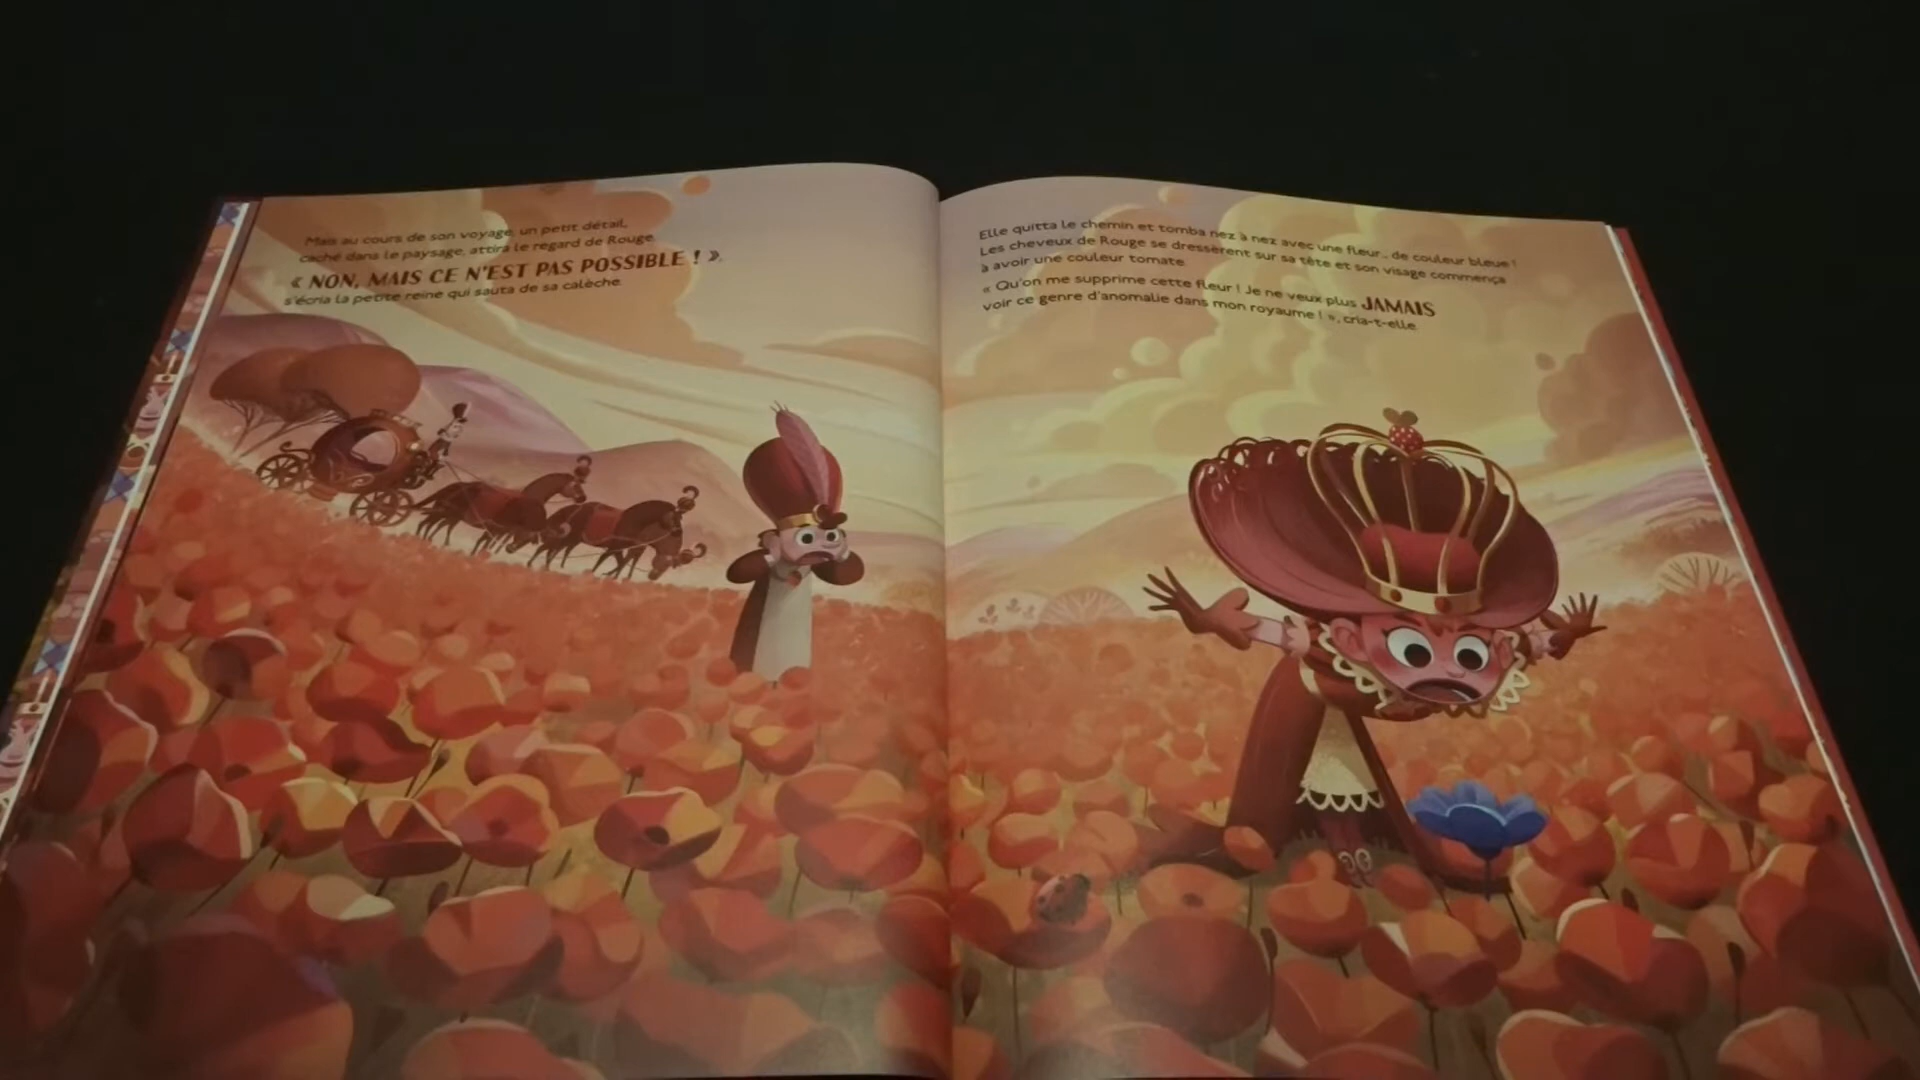 Mais au cours de son voyage, un petit détail,
caché dans le paysage, attira le regard de Rouge.
« NON, MAIS CE N'EST PAS POSSIBLE ! »,
s'écria la petite reine qui sauta de sa calèche.
Elle quitta le chemin et tomba nez à nez avec une fleur... de couleur bleue !
Les cheveux de Rouge se dressèrent sur sa tête et son visage commença
à avoir une couleur tomate.
« Qu'on me supprime cette fleur ! Je ne veux plus JAMAIS
voir ce genre d'anomalie dans mon royaume ! », cria-t-elle.